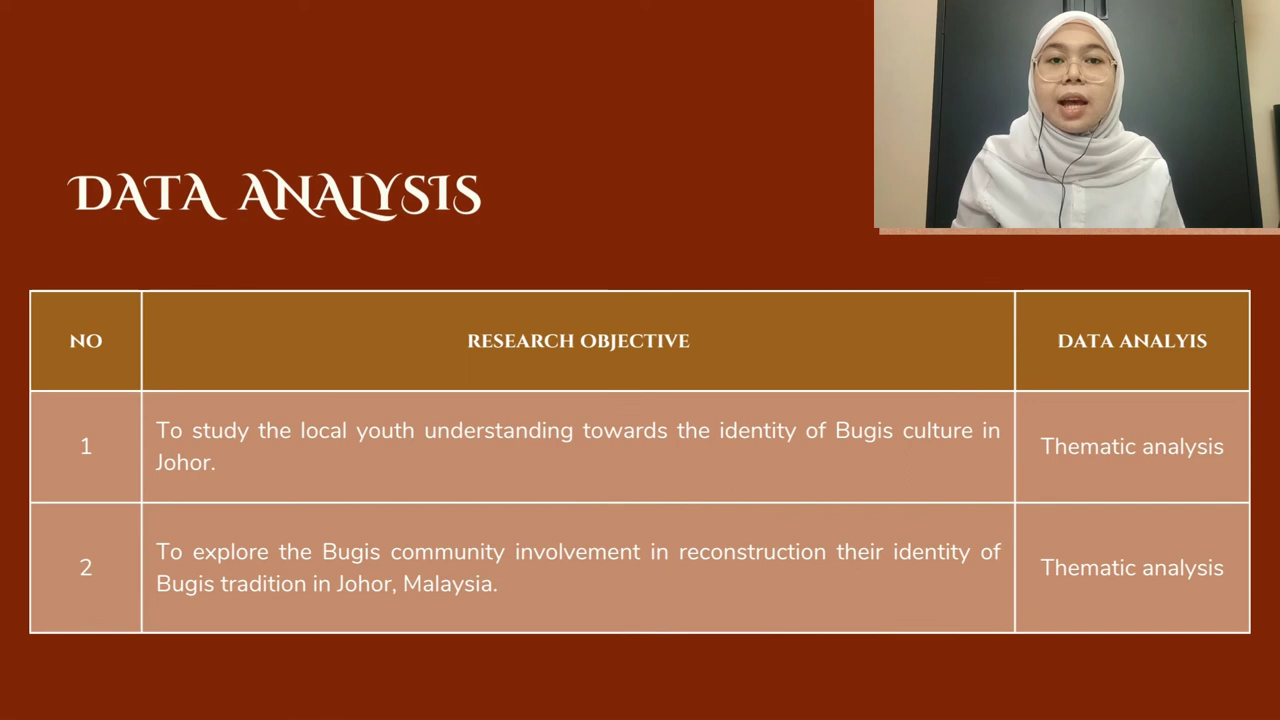 DATA ANALYSIS
NO
RESEARCH OBJECTIVE
DATA ANALYIS
1
To study the local youth understanding towards the identity of Bugis culture in
Johor.
Thematic analysis
2
To explore the Bugis community involvement in reconstruction their identity of
Bugis tradition in Johor, Malaysia.
Thematic analysis